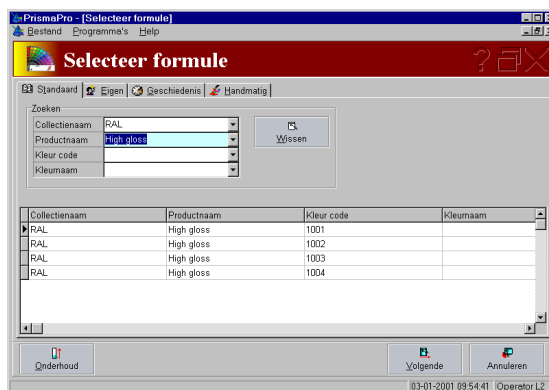 PrismaPro - [Selecteer formule]
Bestand Programma's Help
Selecteer formule
Standaard Eigen Geschiedenis Handmatig
Zoeken
Collectienaam RAL
Productnaam High gloss
Wissen
Kleur code
Kleurnaam
Collectienaam Productnaam Kleur code Kleurnaam
RAL High gloss 1001
RAL High gloss 1002
RAL High gloss 1003
RAL High gloss 1004
Onderhoud Volgende Annuleren
03-01-2001 09:54:41 Operator L2